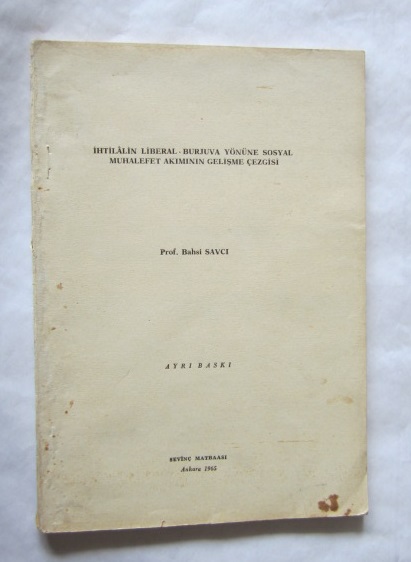 İHTİLÂLİN LİBERAL - BURJUVA YÖNÜNE SOSYAL
MUHALEFET AKIMININ GELİŞME ÇEZGİSİ
Prof. Bahsi SAVCI
AYRI BASKI
SEVİNÇ MATBAASI
Ankara 1965